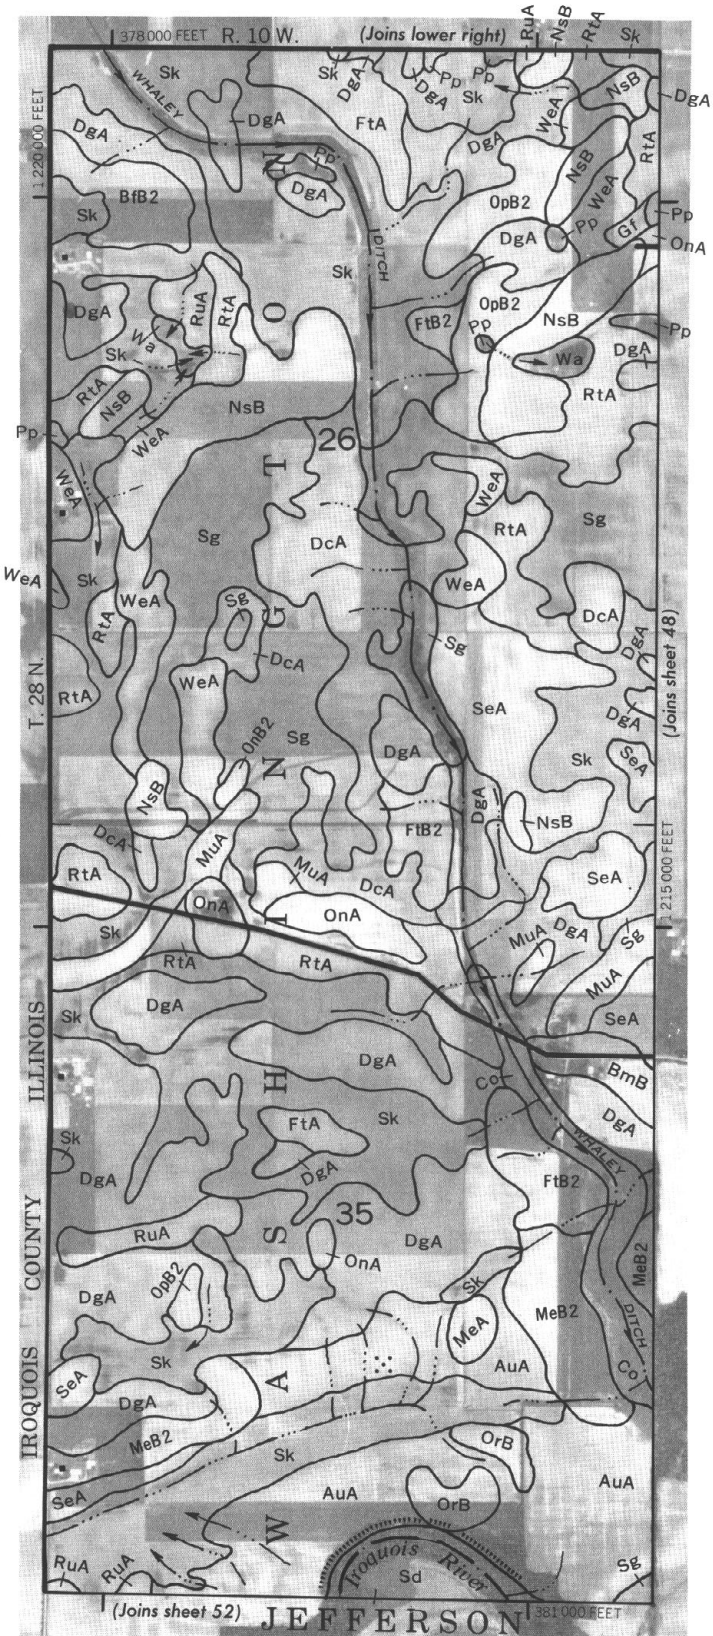 378 000 FEET R. 10 W. (Joins lower right) RuA NsB RtA Sk
Sk WHALEY Sk DgA Pp Pp DgA Sk NsB DgA
DgA DgA FtA WeA
1 220 000 FEET
DgA RtA
Pp NsB
BfB2 DgA OpB2 WeA
Sk Pp Pp
DgA Gf OnA
DITCH
Sk
DgA RuA RtA FtB2 OpB2 NsB Pp
Wa Pp
Sk Wa DgA
RtA NsB RtA
NsB
Pp WeA 26
WeA WeA
Sg DcA RtA Sg
WeA Sk WeA Sg WeA
RtA DcA
DcA Sg DgA
T. 28 N.
RtA WeA SeA DgA
(Joins sheet 48)
OnB2 Sg DgA Sk SeA
NsB DgA
DcA MuA FtB2 NsB
1 215 000 FEET
RtA MuA DcA SeA
OnA OnA
Sk MuA DgA Sg
RtA RtA
MuA
DgA
Sk SeA
ILLINOIS
DgA BmB
Co
FtA Sk DgA
Sk WHALEY
DgA DgA FtB2
35
RuA DgA
OnA MeB2
COUNTY
OpB2 Sk
DgA MeB2 DITCH
MeA
Sk AuA Co
SeA
IROQUOIS
DgA
MeB2 OrB
Sk
SeA AuA OrB AuA
RuA RuA Iroquois River Sg
Sd
W A S H I N G T O N
(Joins sheet 52) JEFFERSON 381 000 FEET